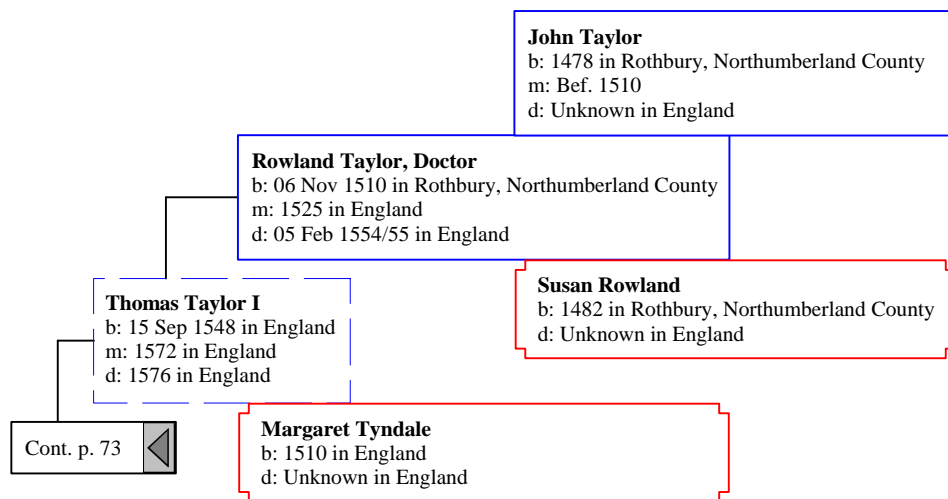 John Taylor
b: 1478 in Rothbury, Northumberland County
m: Bef. 1510
d: Unknown in England
Rowland Taylor, Doctor
b: 06 Nov 1510 in Rothbury, Northumberland County
m: 1525 in England
d: 05 Feb 1554/55 in England
Susan Rowland
b: 1482 in Rothbury, Northumberland County
d: Unknown in England
Thomas Taylor I
b: 15 Sep 1548 in England
m: 1572 in England
d: 1576 in England
Margaret Tyndale
b: 1510 in England
d: Unknown in England
Cont. p. 73